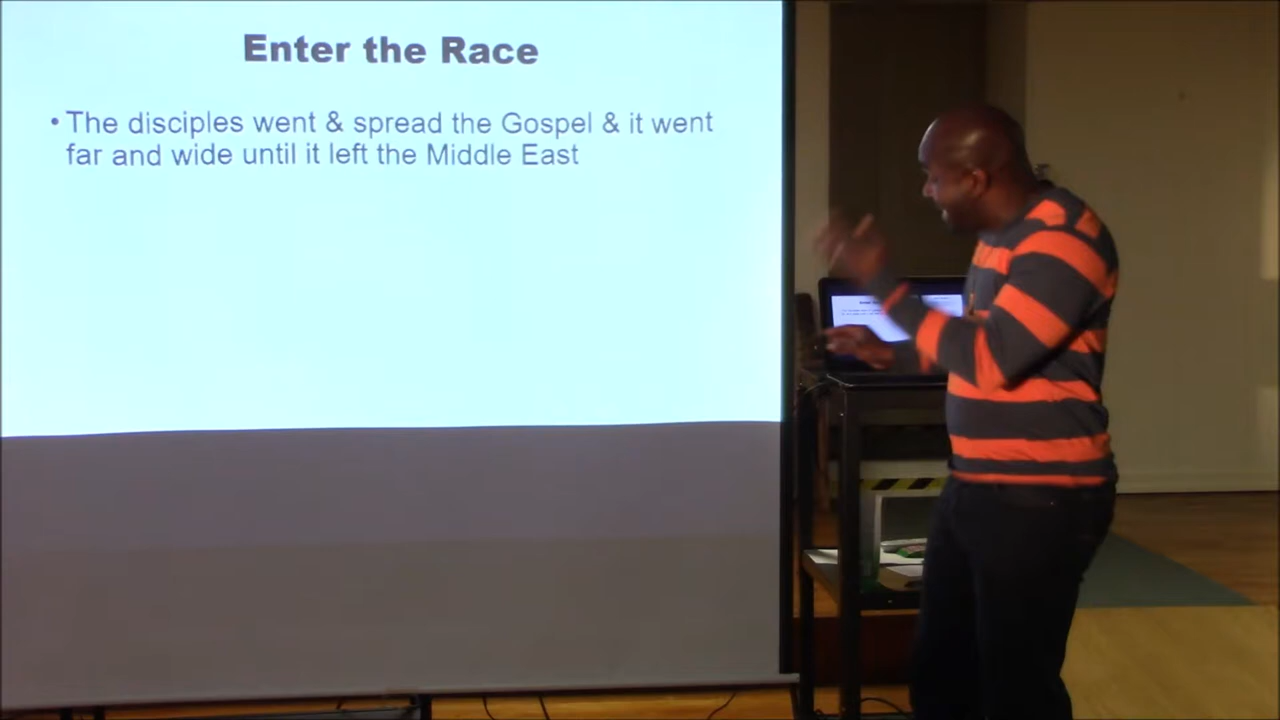 Enter the Race
• The disciples went & spread the Gospel & it went
far and wide until it left the Middle East